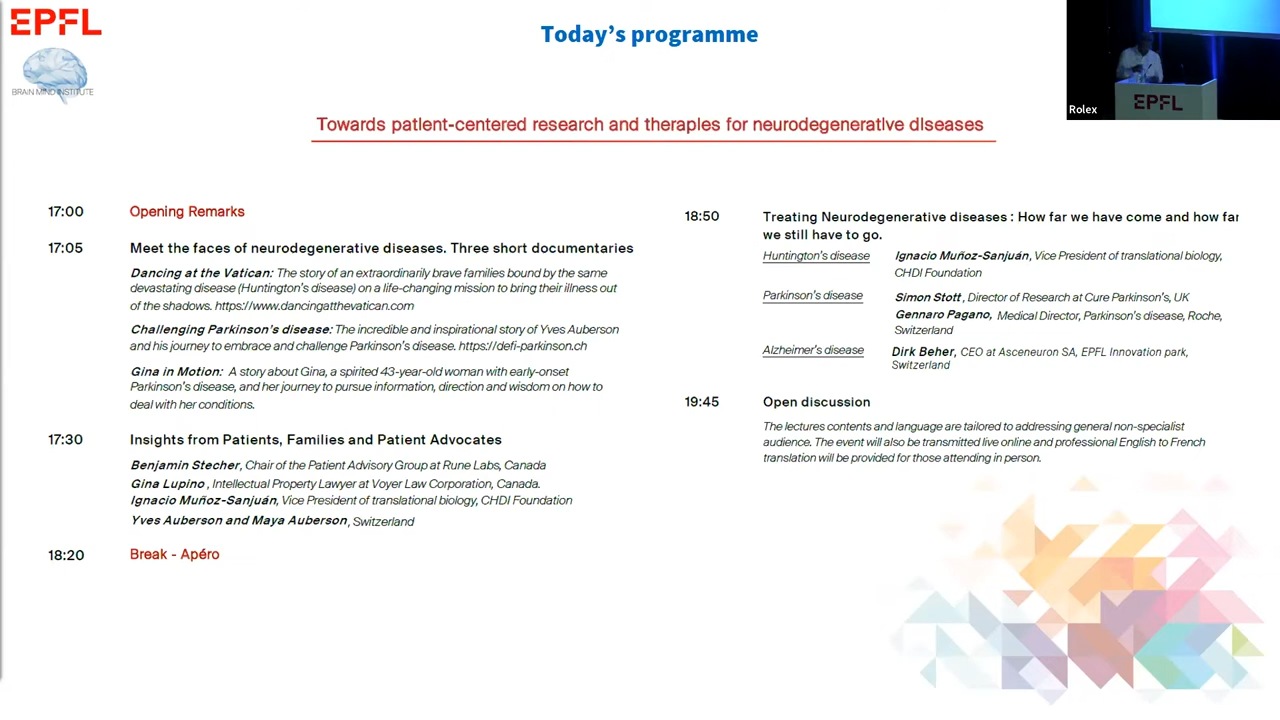 EPFL
BRAIN MIND INSTITUTE
Today's programme
EPFL
Rolex
Towards patient-centered research and therapies for neurodegenerative diseases
17:00
Opening Remarks
17:05
Meet the faces of neurodegenerative diseases. Three short documentaries
Dancing at the Vatican: The story of an extraordinarily brave families bound by the same
devastating disease (Huntington's disease) on a life-changing mission to bring their illness out
of the shadows. https://www.dancingatthevatican.com
Challenging Parkinson's disease: The incredible and inspirational story of Yves Auberson
and his journey to embrace and challenge Parkinson's disease. https://defi-parkinson.ch
Gina in Motion: A story about Gina, a spirited 43-year-old woman with early-onset
Parkinson's disease, and her journey to pursue information, direction and wisdom on how to
deal with her conditions.
17:30
Insights from Patients, Families and Patient Advocates
Benjamin Stecher, Chair of the Patient Advisory Group at Rune Labs, Canada
Gina Lupino , Intellectual Property Lawyer at Voyer Law Corporation, Canada.
Ignacio Muñoz-Sanjuán, Vice President of translational biology, CHDI Foundation
Yves Auberson and Maya Auberson, Switzerland
18:20
Break - Apéro
18:50
Treating Neurodegenerative diseases : How far we have come and how far
we still have to go.
Huntington's disease
Ignacio Muñoz-Sanjuán, Vice President of translational biology,
CHDI Foundation
Parkinson's disease
Simon Stott , Director of Research at Cure Parkinson's, UK
Gennaro Pagano, Medical Director, Parkinson's disease, Roche,
Switzerland
Alzheimer's disease
Dirk Beher, CEO at Asceneuron SA, EPFL Innovation park,
Switzerland
19:45
Open discussion
The lectures contents and language are tailored to addressing general non-specialist
audience. The event will also be transmitted live online and professional English to French
translation will be provided for those attending in person.